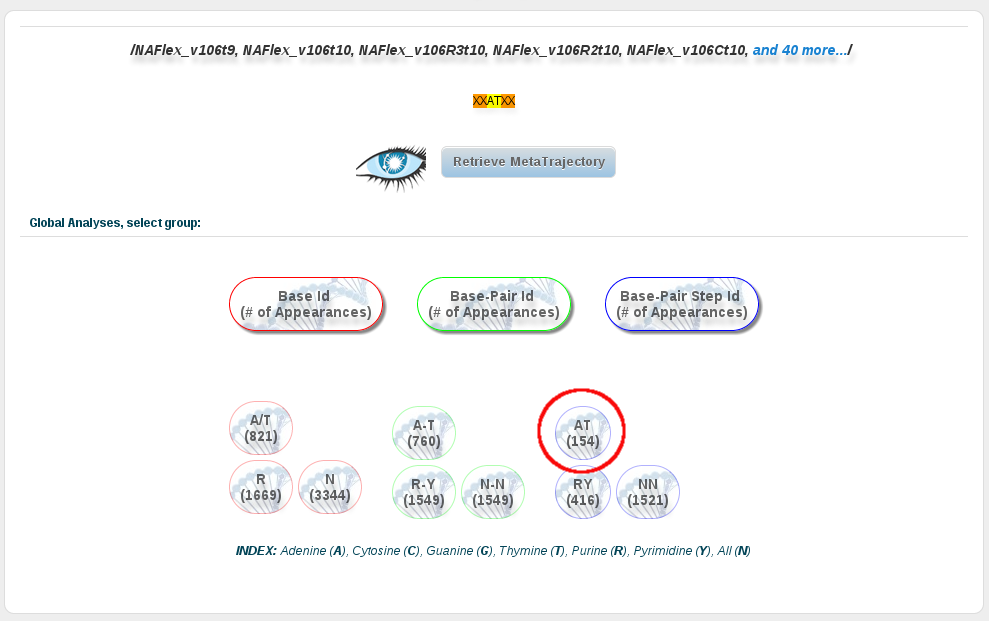 /NAFlex_v106t9, NAFlex_v106t10, NAFlex_v106R3t10, NAFlex_v106R2t10, NAFlex_v106Ct10, and 40 more.../
XXATXX
Retrieve MetaTrajectory
Global Analyses, select group:
Base Id
(# of Appearances)
Base-Pair Id
(# of Appearances)
Base-Pair Step Id
(# of Appearances)
A/T
(821)
A-T
(760)
AT
(154)
R
(1669)
N
(3344)
R-Y
(1549)
N-N
(1549)
RY
(416)
NN
(1521)
INDEX: Adenine (A), Cytosine (C), Guanine (G), Thymine (T), Purine (R), Pyrimidine (Y), All (N)